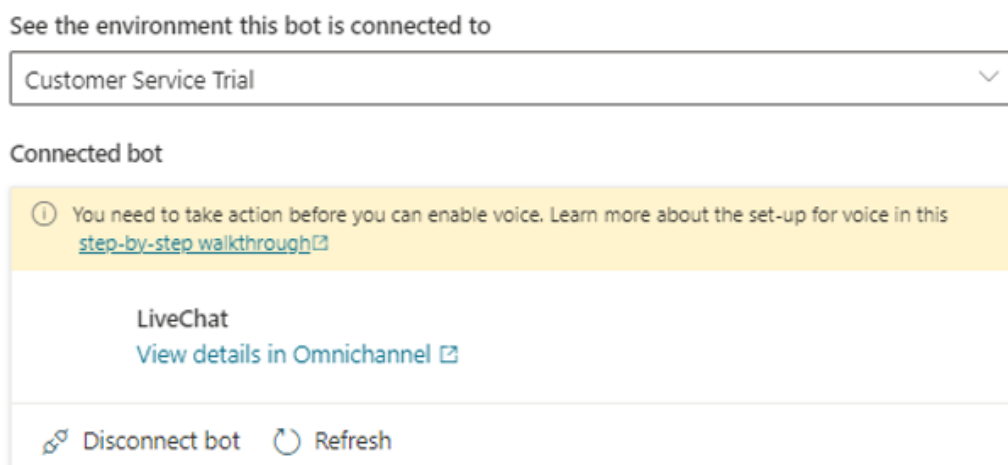 See the environment this bot is connected to
Customer Service Trial
Connected bot
You need to take action before you can enable voice. Learn more about the set-up for voice in this
step-by-step walkthrough
LiveChat
View details in Omnichannel
Disconnect bot Refresh